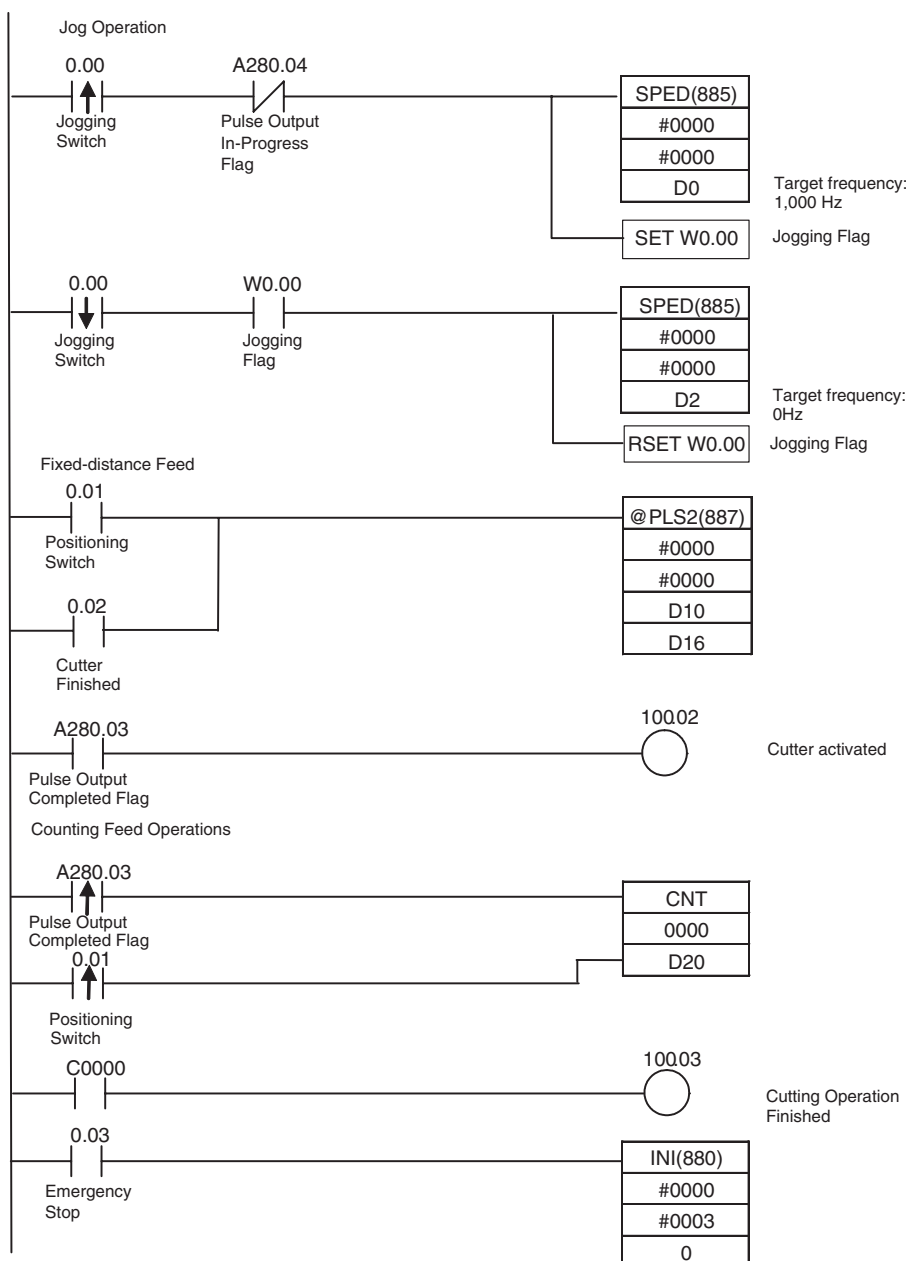 Jog Operation
0.00
A280.04
Jogging
Switch
Pulse Output
In-Progress
Flag
SPED(885)
#0000
#0000
D0
Target frequency:
1,000 Hz
SET W0.00
Jogging Flag
0.00
W0.00
Jogging
Switch
Jogging
Flag
SPED(885)
#0000
#0000
D2
Target frequency:
0Hz
RSET W0.00
Jogging Flag
Fixed-distance Feed
0.01
Positioning
Switch
@PLS2(887)
#0000
#0000
D10
D16
0.02
Cutter
Finished
A280.03
Pulse Output
Completed Flag
100.02
Cutter activated
Counting Feed Operations
A280.03
Pulse Output
Completed Flag
CNT
0000
D20
0.01
Positioning
Switch
C0000
100.03
Cutting Operation
Finished
0.03
Emergency
Stop
INI(880)
#0000
#0003
0